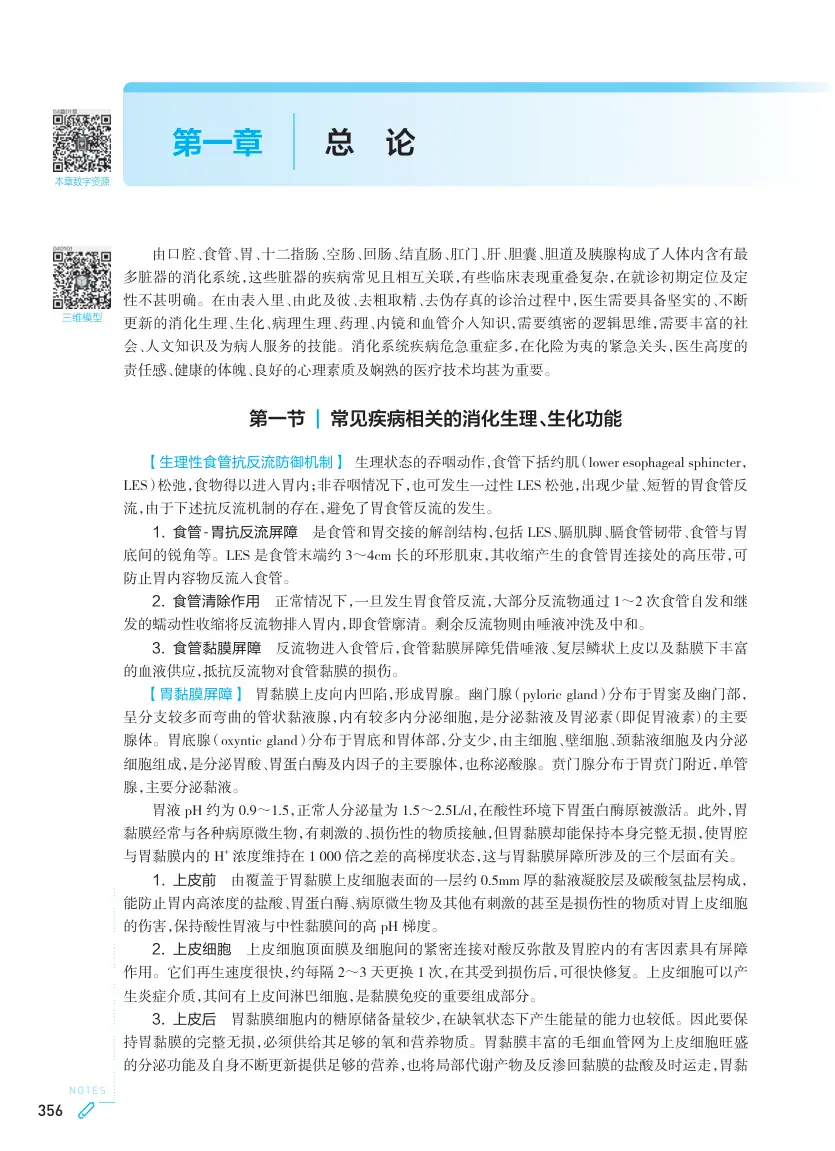 04篇01章
本章数字资源
第一章
总 论
040101
三维模型
由口腔、食管、胃、十二指肠、空肠、回肠、结直肠、肛门、肝、胆囊、胆道及胰腺构成了人体内含有最
多脏器的消化系统,这些脏器的疾病常见且相互关联,有些临床表现重叠复杂,在就诊初期定位及定
性不甚明确。在由表入里、由此及彼、去粗取精、去伪存真的诊治过程中,医生需要具备坚实的、不断
更新的消化生理、生化、病理生理、药理、内镜和血管介入知识,需要缜密的逻辑思维,需要丰富的社
会、人文知识及为病人服务的技能。消化系统疾病危急重症多,在化险为夷的紧急关头,医生高度的
责任感、健康的体魄、良好的心理素质及娴熟的医疗技术均甚为重要。
第一节 | 常见疾病相关的消化生理、生化功能
【生理性食管抗反流防御机制】 生理状态的吞咽动作,食管下括约肌(lower esophageal sphincter,
LES)松弛,食物得以进入胃内;非吞咽情况下,也可发生一过性 LES 松弛,出现少量、短暂的胃食管反
流,由于下述抗反流机制的存在,避免了胃食管反流的发生。
1. 食管-胃抗反流屏障 是食管和胃交接的解剖结构,包括 LES、膈肌脚、膈食管韧带、食管与胃
底间的锐角等。LES 是食管末端约 3~4cm 长的环形肌束,其收缩产生的食管胃连接处的高压带,可
防止胃内容物反流入食管。
2. 食管清除作用 正常情况下,一旦发生胃食管反流,大部分反流物通过 1~2 次食管自发和继
发的蠕动性收缩将反流物排入胃内,即食管廓清。剩余反流物则由唾液冲洗及中和。
3. 食管黏膜屏障 反流物进入食管后,食管黏膜屏障凭借唾液、复层鳞状上皮以及黏膜下丰富
的血液供应,抵抗反流物对食管黏膜的损伤。
【胃黏膜屏障】 胃黏膜上皮向内凹陷,形成胃腺。幽门腺(pyloric gland)分布于胃窦及幽门部,
呈分支较多而弯曲的管状黏液腺,内有较多内分泌细胞,是分泌黏液及胃泌素(即促胃液素)的主要
腺体。胃底腺(oxyntic gland)分布于胃底和胃体部,分支少,由主细胞、壁细胞、颈黏液细胞及内分泌
细胞组成,是分泌胃酸、胃蛋白酶及内因子的主要腺体,也称泌酸腺。贲门腺分布于胃贲门附近,单管
腺,主要分泌黏液。
胃液 pH 约为 0.9~1.5,正常人分泌量为 1.5~2.5L/d,在酸性环境下胃蛋白酶原被激活。此外,胃
黏膜经常与各种病原微生物,有刺激的、损伤性的物质接触,但胃黏膜却能保持本身完整无损,使胃腔
与胃黏膜内的 H⁺ 浓度维持在 1 000 倍之差的高梯度状态,这与胃黏膜屏障所涉及的三个层面有关。
1. 上皮前 由覆盖于胃黏膜上皮细胞表面的一层约 0.5mm 厚的黏液凝胶层及碳酸氢盐层构成,
能防止胃内高浓度的盐酸、胃蛋白酶、病原微生物及其他有刺激的甚至是损伤性的物质对胃上皮细胞
的伤害,保持酸性胃液与中性黏膜间的高 pH 梯度。
2. 上皮细胞 上皮细胞顶面膜及细胞间的紧密连接对酸反弥散及胃腔内的有害因素具有屏障
作用。它们再生速度很快,约每隔 2~3 天更换 1 次,在其受到损伤后,可很快修复。上皮细胞可以产
生炎症介质,其间有上皮间淋巴细胞,是黏膜免疫的重要组成部分。
3. 上皮后 胃黏膜细胞内的糖原储备量较少,在缺氧状态下产生能量的能力也较低。因此要保
持胃黏膜的完整无损,必须供给其足够的氧和营养物质。胃黏膜丰富的毛细血管网为上皮细胞旺盛
的分泌功能及自身不断更新提供足够的营养,也将局部代谢产物及反渗回黏膜的盐酸及时运走,胃黏
NOTES
356